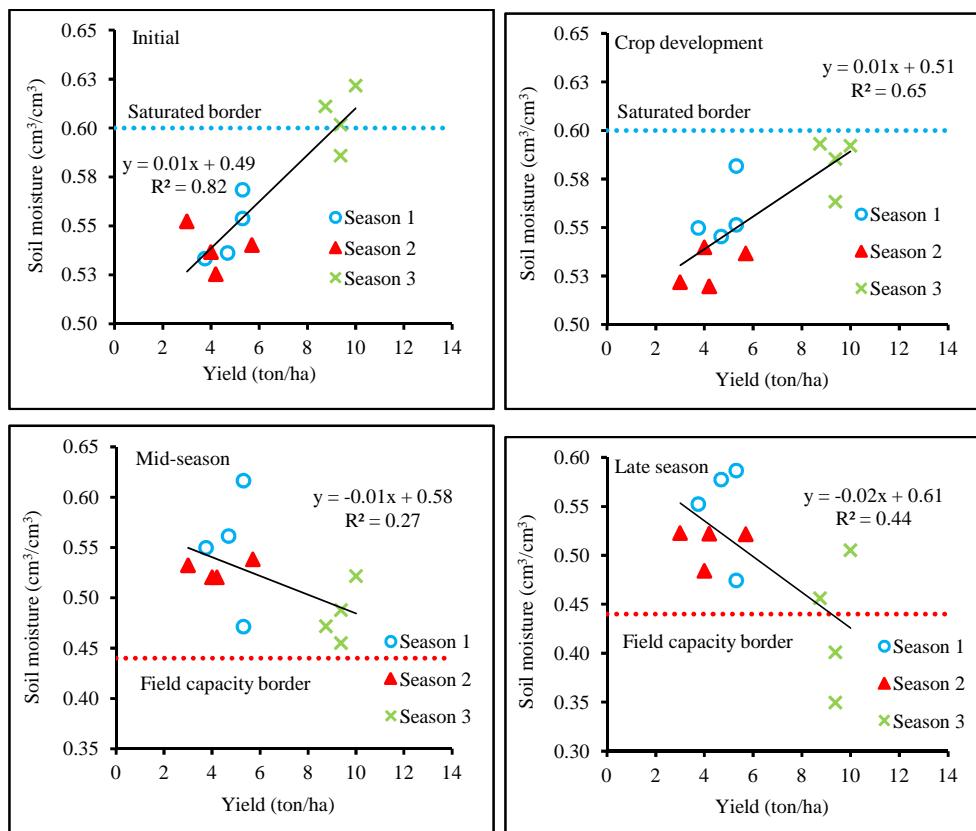 Initial
Soil moisture (cm³/cm³)
0.65
0.63
0.60
0.58
0.55
0.53
0.50
Saturated border
y = 0.01x + 0.49
R² = 0.82
Season 1
Season 2
Season 3
0 2 4 6 8 10 12 14
Yield (ton/ha)
Crop development
Soil moisture (cm³/cm³)
0.65
0.63
0.60
0.58
0.55
0.53
0.50
y = 0.01x + 0.51
R² = 0.65
Saturated border
Season 1
Season 2
Season 3
0 2 4 6 8 10 12 14
Yield (ton/ha)
Mid-season
Soil moisture (cm³/cm³)
0.65
0.60
0.55
0.50
0.45
0.40
0.35
y = -0.01x + 0.58
R² = 0.27
Field capacity border
Season 1
Season 2
Season 3
0 2 4 6 8 10 12 14
Yield (ton/ha)
Late season
Soil moisture (cm³/cm³)
0.60
0.55
0.50
0.45
0.40
0.35
0.30
y = -0.02x + 0.61
R² = 0.44
Field capacity border
Season 1
Season 2
Season 3
0 2 4 6 8 10 12 14
Yield (ton/ha)